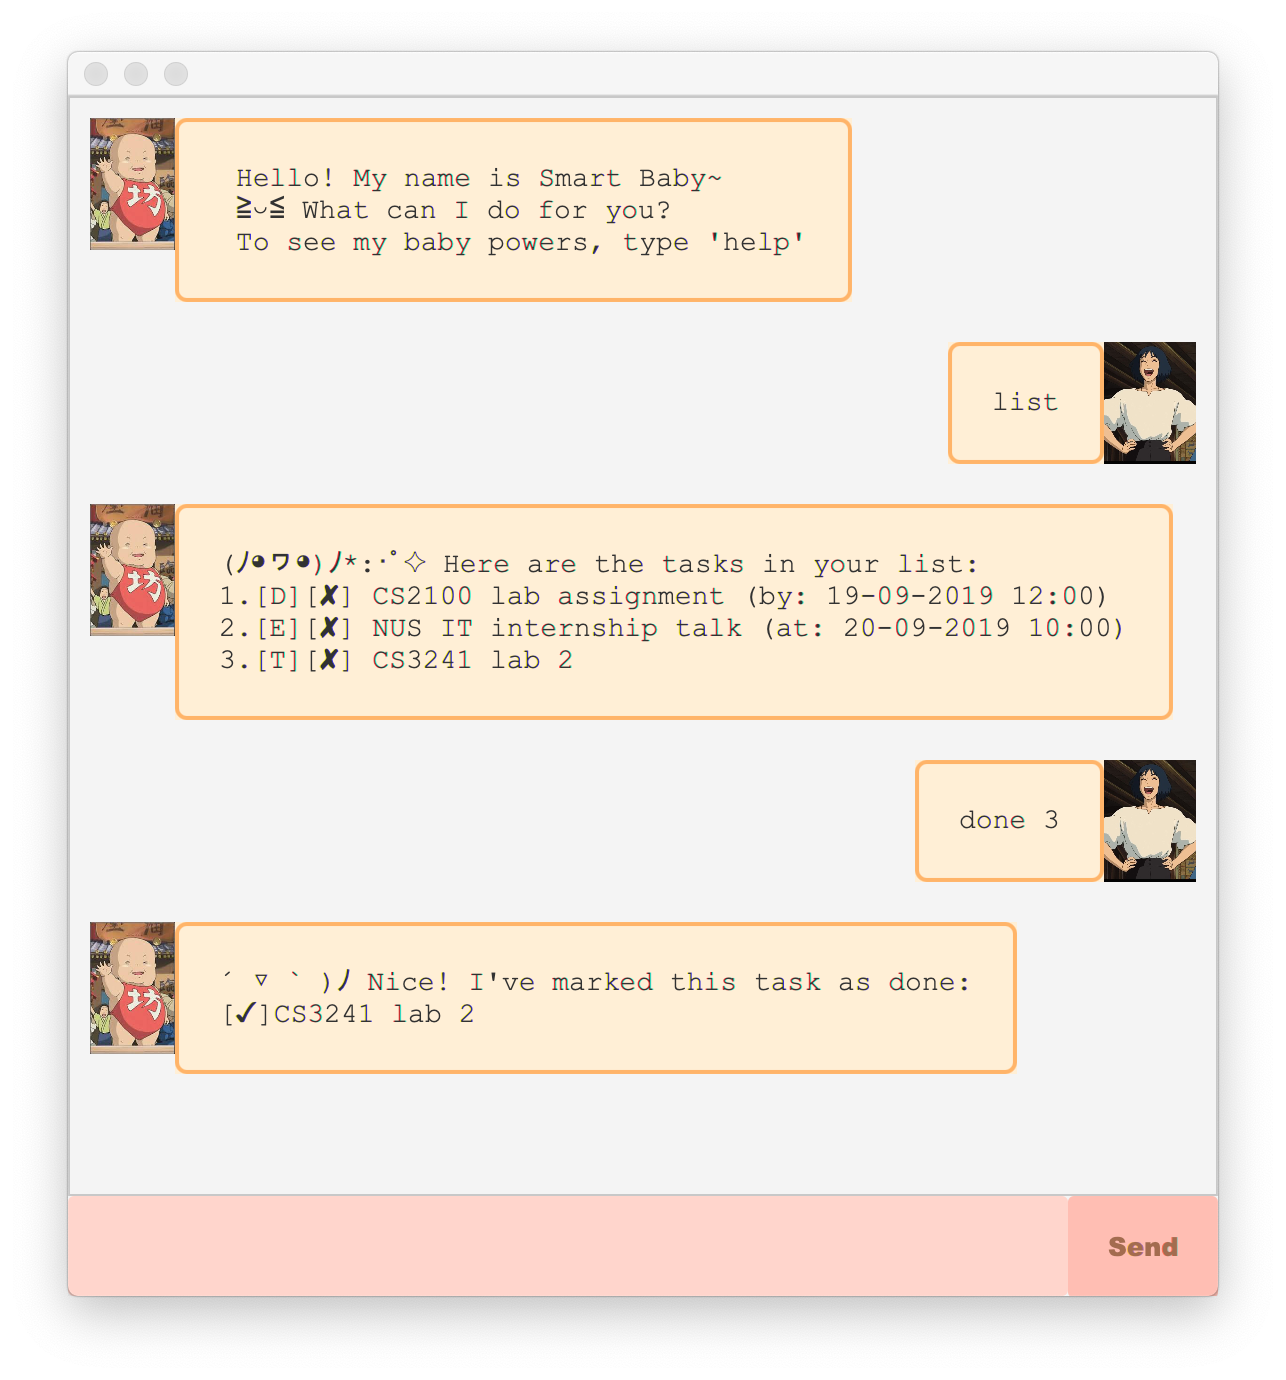 Hello! My name is Smart Baby~
≧◡≦ What can I do for you?
To see my baby powers, type 'help'
坊
list
(ﾉ◕ヮ◕)ﾉ*:･ﾟ✧ Here are the tasks in your list:
1.[D][✘] CS2100 lab assignment (by: 19-09-2019 12:00)
2.[E][✘] NUS IT internship talk (at: 20-09-2019 10:00)
3.[T][✘] CS3241 lab 2
坊
done 3
´ ▽ ` )ﾉ Nice! I've marked this task as done:
[✓]CS3241 lab 2
坊
Send